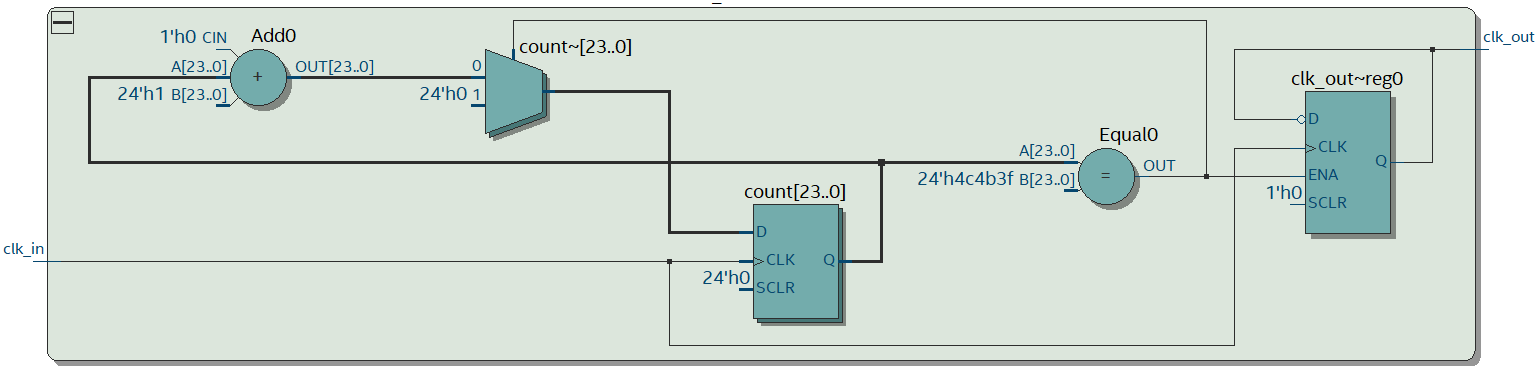 1'h0 CIN
Add0
A[23..0]
OUT[23..0]
24'h1 B[23..0]
+
count~[23..0]
0
24'h0 1
clk_out
clk_out~reg0
D
CLK
ENA
1'h0 SCLR
Q
Equal0
A[23..0]
OUT
24'h4c4b3f B[23..0]
=
count[23..0]
D
clk_in
CLK
Q
24'h0 SCLR